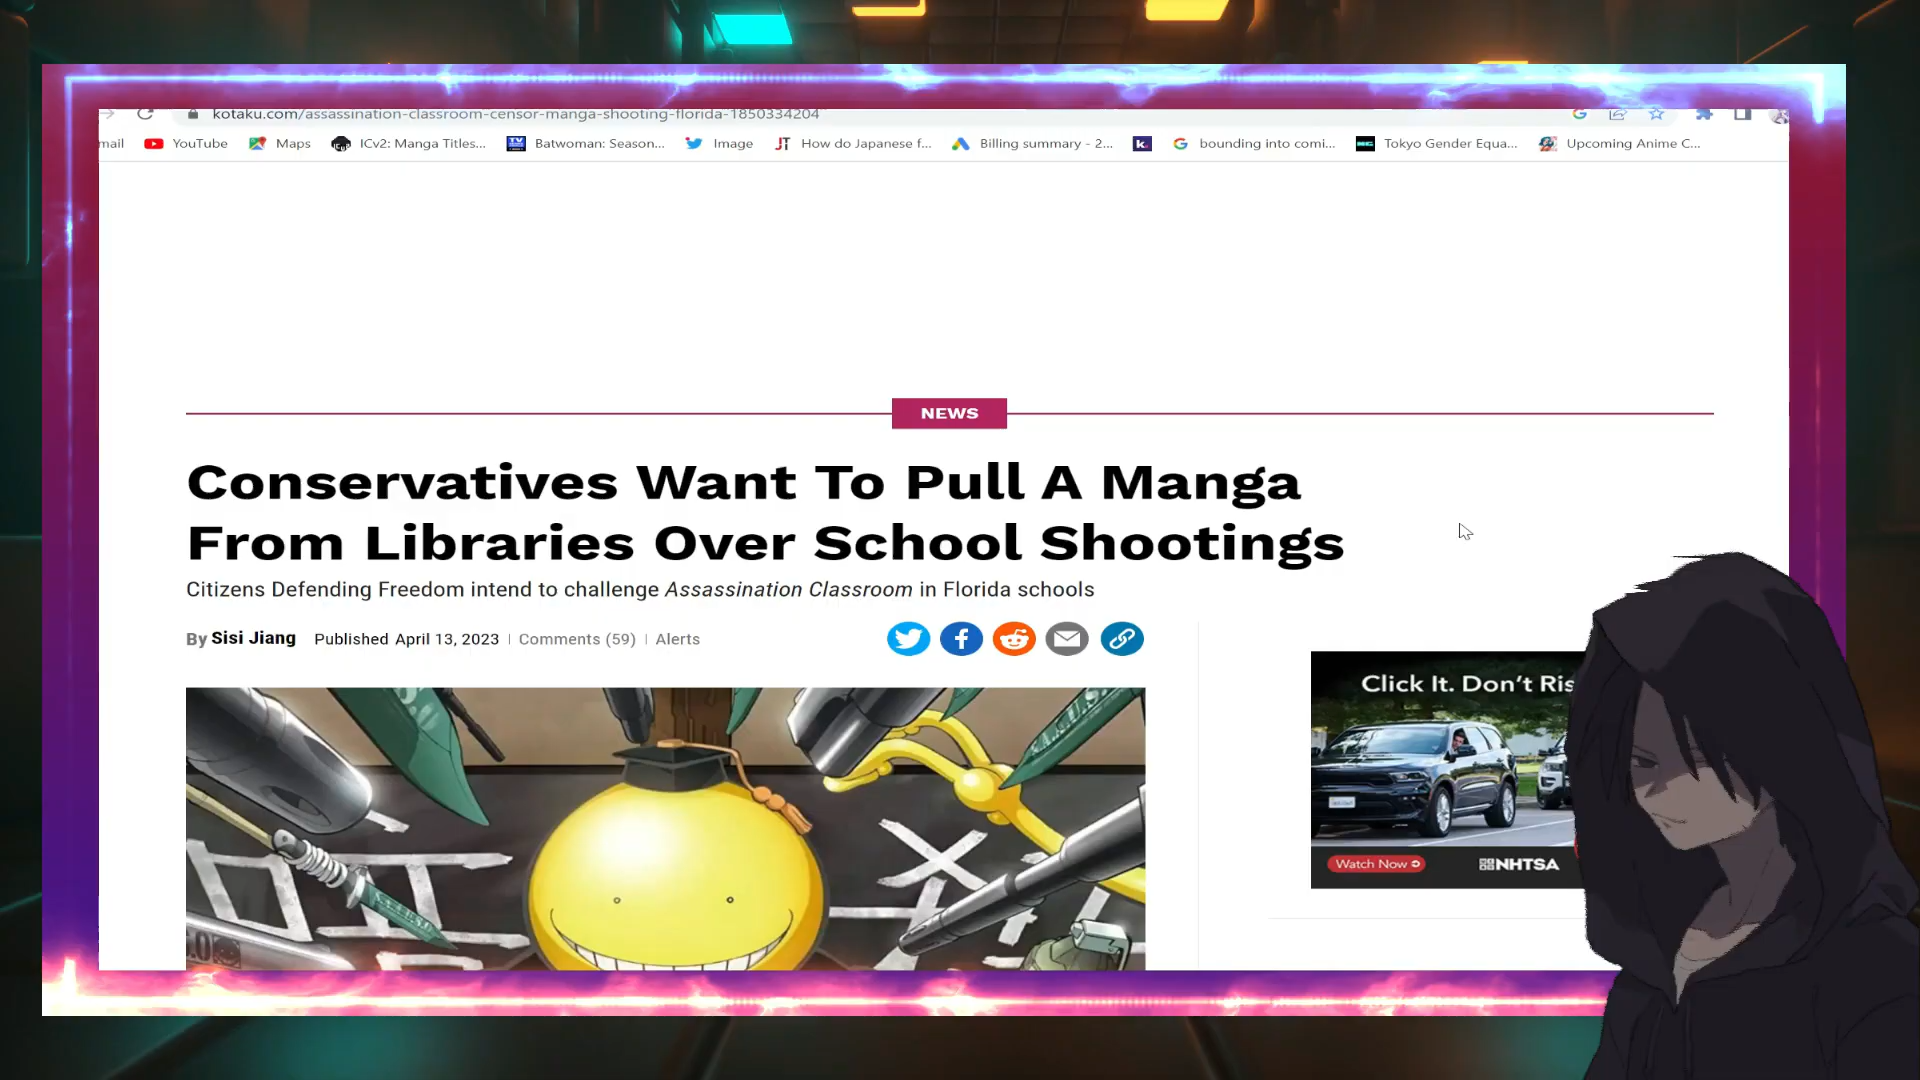 kotaku.com/assassination-classroom-censor-manga-shooting-florida-1850334204
mail YouTube Maps ICv2: Manga Titles... Batwoman: Season... Image How do Japanese f... Billing summary - 2... bounding into comi... Tokyo Gender Equa... Upcoming Anime C...
NEWS
Conservatives Want To Pull A Manga
From Libraries Over School Shootings
Citizens Defending Freedom intend to challenge Assassination Classroom in Florida schools
By Sisi Jiang Published April 13, 2023 | Comments (59) | Alerts
Click It. Don't Ris
Watch Now NHTSA